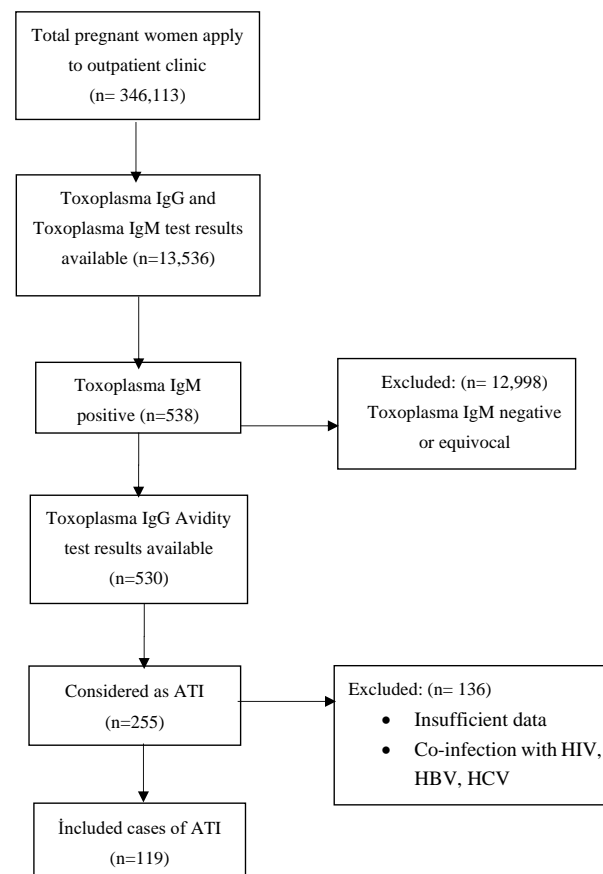 Total pregnant women apply
to outpatient clinic
(n= 346,113)
Toxoplasma IgG and
Toxoplasma IgM test results
available (n=13,536)
Toxoplasma IgM
positive (n=538)
Excluded: (n= 12,998)
Toxoplasma IgM negative
or equivocal
Toxoplasma IgG Avidity
test results available
(n=530)
Considered as ATI
(n=255)
Excluded: (n= 136)
• Insufficient data
• Co-infection with HIV,
HBV, HCV
İncluded cases of ATI
(n=119)